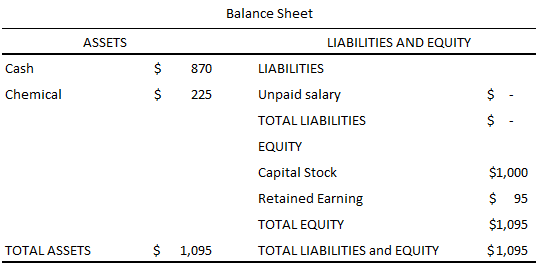 Balance Sheet
ASSETS LIABILITIES AND EQUITY
Cash $ 870 LIABILITIES
Chemical $ 225 Unpaid salary $ -
TOTAL LIABILITIES $ -
EQUITY
Capital Stock $1,000
Retained Earning $ 95
TOTAL EQUITY $1,095
TOTAL ASSETS $ 1,095 TOTAL LIABILITIES and EQUITY $1,095